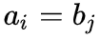 a_i = b_j